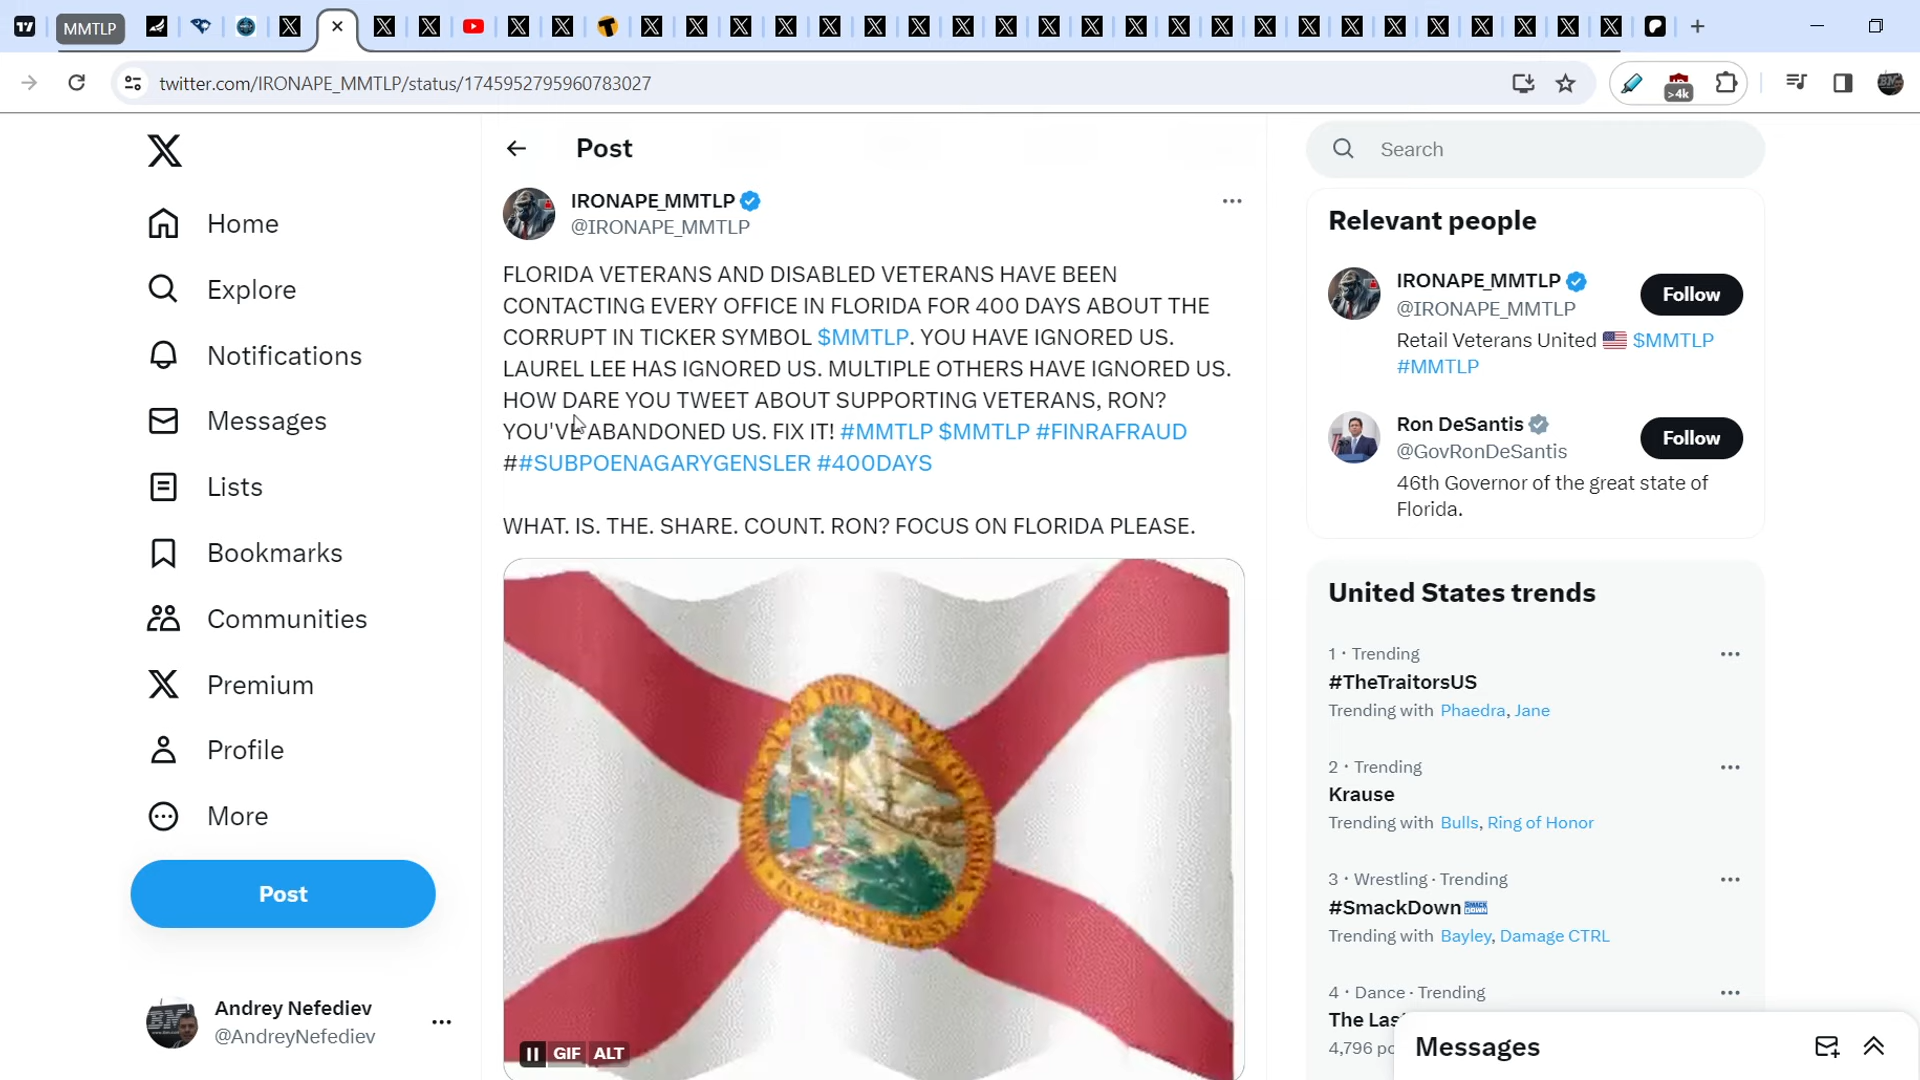 MMTLP
twitter.com/IRONAPE_MMTLP/status/1745952795960783027
>4k
Home
Explore
Notifications
Messages
Lists
Bookmarks
Communities
Premium
Profile
More
Post
Andrey Nefediev
@AndreyNefediev
Post
IRONAPE_MMTLP
@IRONAPE_MMTLP
FLORIDA VETERANS AND DISABLED VETERANS HAVE BEEN
CONTACTING EVERY OFFICE IN FLORIDA FOR 400 DAYS ABOUT THE
CORRUPT IN TICKER SYMBOL $MMTLP. YOU HAVE IGNORED US.
LAUREL LEE HAS IGNORED US. MULTIPLE OTHERS HAVE IGNORED US.
HOW DARE YOU TWEET ABOUT SUPPORTING VETERANS, RON?
YOU'VE ABANDONED US. FIX IT! #MMTLP $MMTLP #FINRAFRAUD
##SUBPOENAGARYGENSLER #400DAYS
WHAT. IS. THE. SHARE. COUNT. RON? FOCUS ON FLORIDA PLEASE.
GIF ALT
Search
Relevant people
IRONAPE_MMTLP
@IRONAPE_MMTLP
Follow
Retail Veterans United 🇺🇸 $MMTLP
#MMTLP
Ron DeSantis
@GovRonDeSantis
Follow
46th Governor of the great state of
Florida.
United States trends
1 · Trending
#TheTraitorsUS
Trending with Phaedra, Jane
2 · Trending
Krause
Trending with Bulls, Ring of Honor
3 · Wrestling · Trending
#SmackDown
Trending with Bayley, Damage CTRL
4 · Dance · Trending
The
4,796
Messages